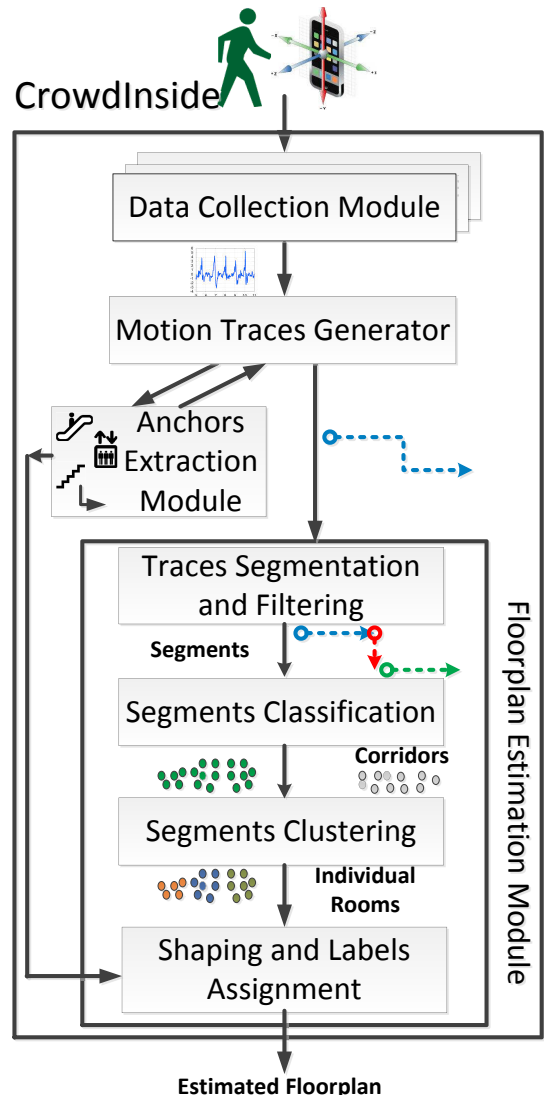 CrowdInside
Data Collection Module
Motion Traces Generator
Anchors
Extraction
Module
Traces Segmentation
and Filtering
Segments
Segments Classification
Corridors
Segments Clustering
Individual
Rooms
Shaping and Labels
Assignment
Floorplan Estimation Module
Estimated Floorplan